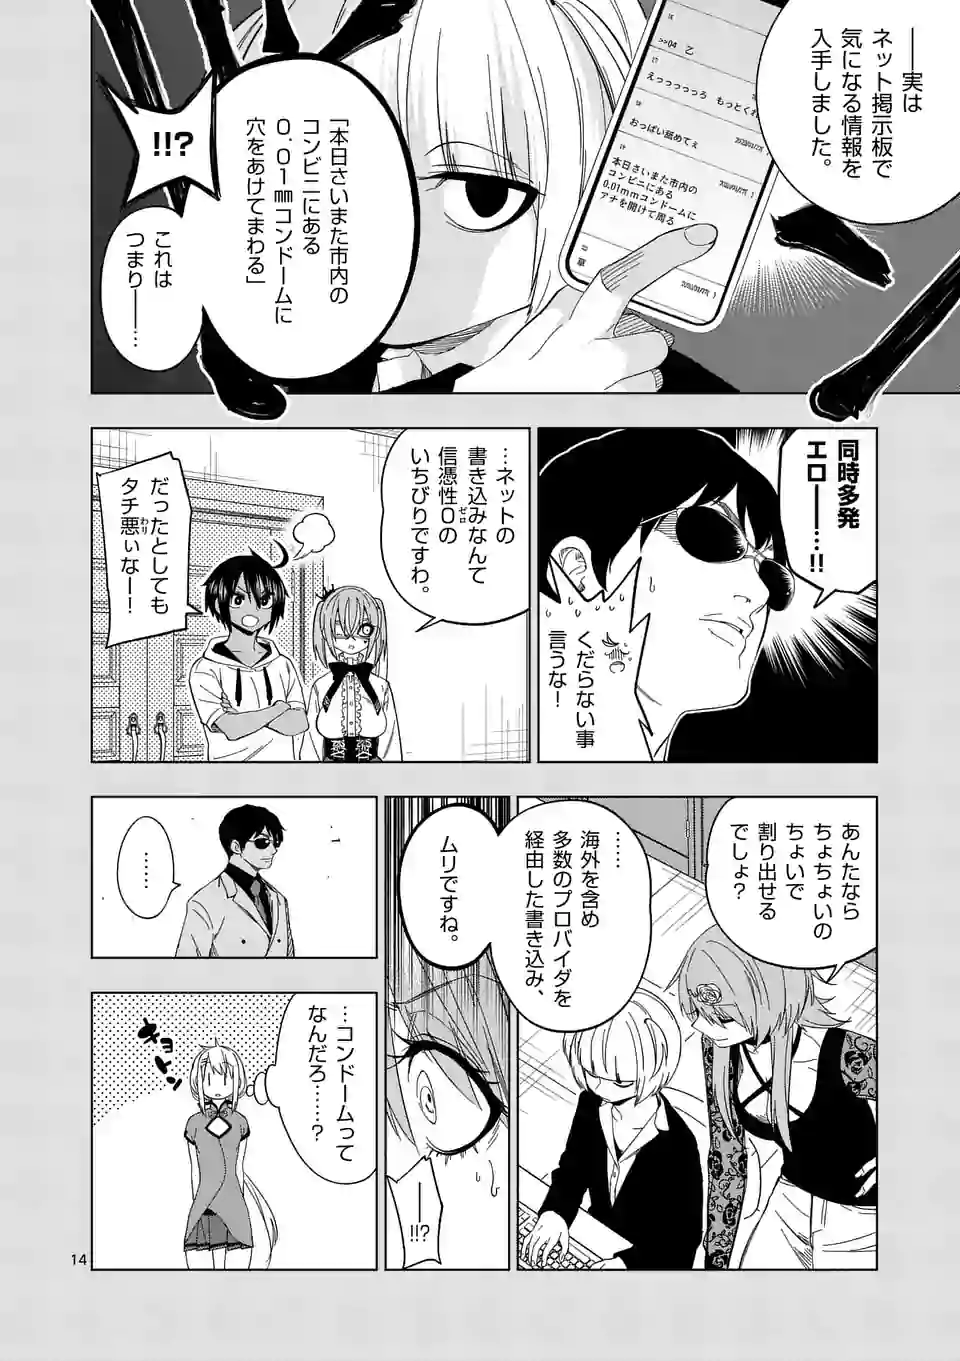 ――実は
ネット掲示板で
気になる情報を
入手しました。
16
>>04 乙
17
えっっっっっろ もっとくれ
18
おっぱい舐めてぇ
本日さいまた市内の
コンビニにある
0.01mmコンドームに
アナを開けて周る
草
「本日さいまた市内の
コンビニにある
0.01㎜コンドームに
穴をあけてまわる」
!!?
これは
つまり――…
同時多発
エロ――…!!
くだらない事
言うな!
…ネットの
書き込みなんて
信憑性0の
ゼロ
いちびりですわ。
だったとしても
タチ悪いなー!
わり
あんたなら
ちょちょいの
ちょいで
割り出せる
でしょ?
……
海外を含め
多数のプロバイダを
経由した書き込み、
ムリですね。
――!!?
……
…コンドームって
なんだろ……?
キョトン
14